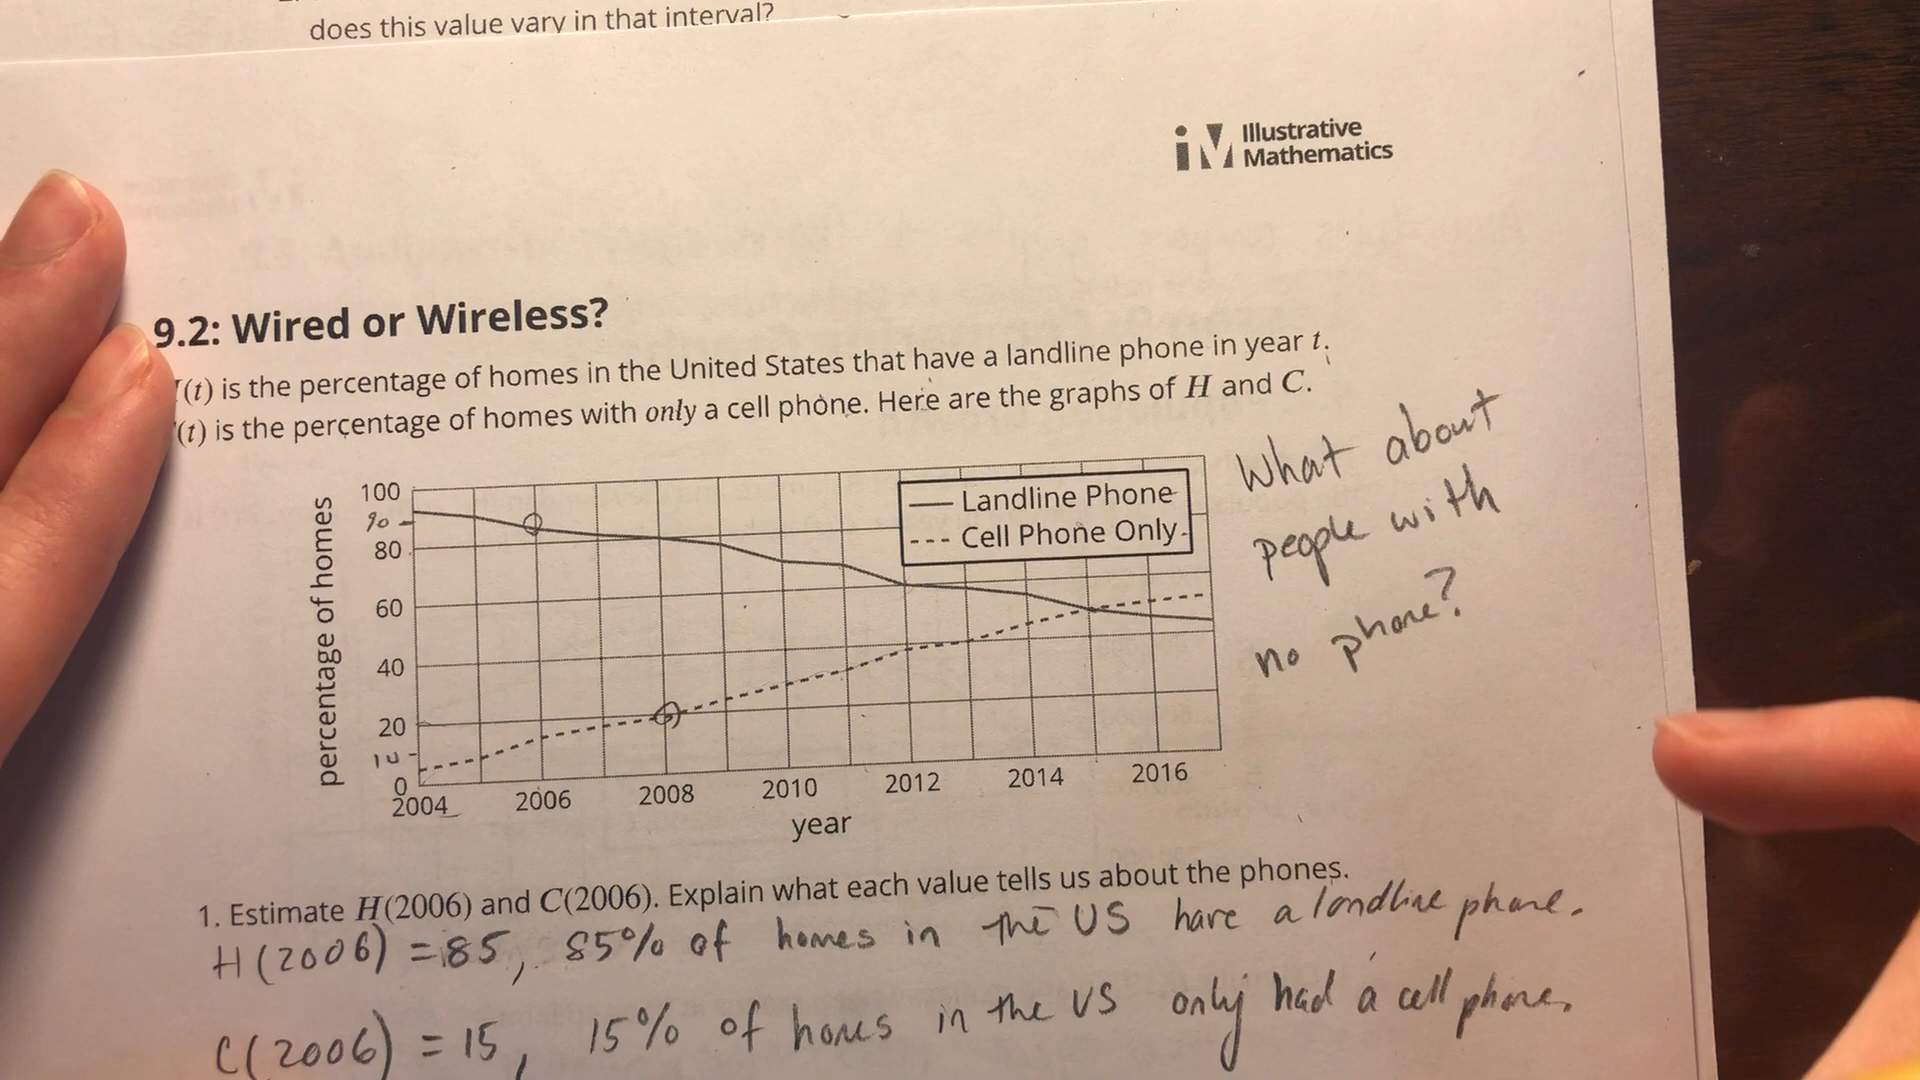 does this value vary in that interval?
Illustrative
Mathematics
9.2: Wired or Wireless?
(t) is the percentage of homes in the United States that have a landline phone in year t.
(t) is the percentage of homes with only a cell phone. Here are the graphs of H and C.
What about
people with
no phone?
percentage of homes
100
90
80
60
40
20
10
0
Landline Phone
Cell Phone Only
2004 2006 2008 2010 2012 2014 2016
year
1. Estimate H(2006) and C(2006). Explain what each value tells us about the phones.
H(2006) = 85, 85% of homes in the US have a landline phone.
C(2006) = 15, 15% of homes in the US only had a cell phone.